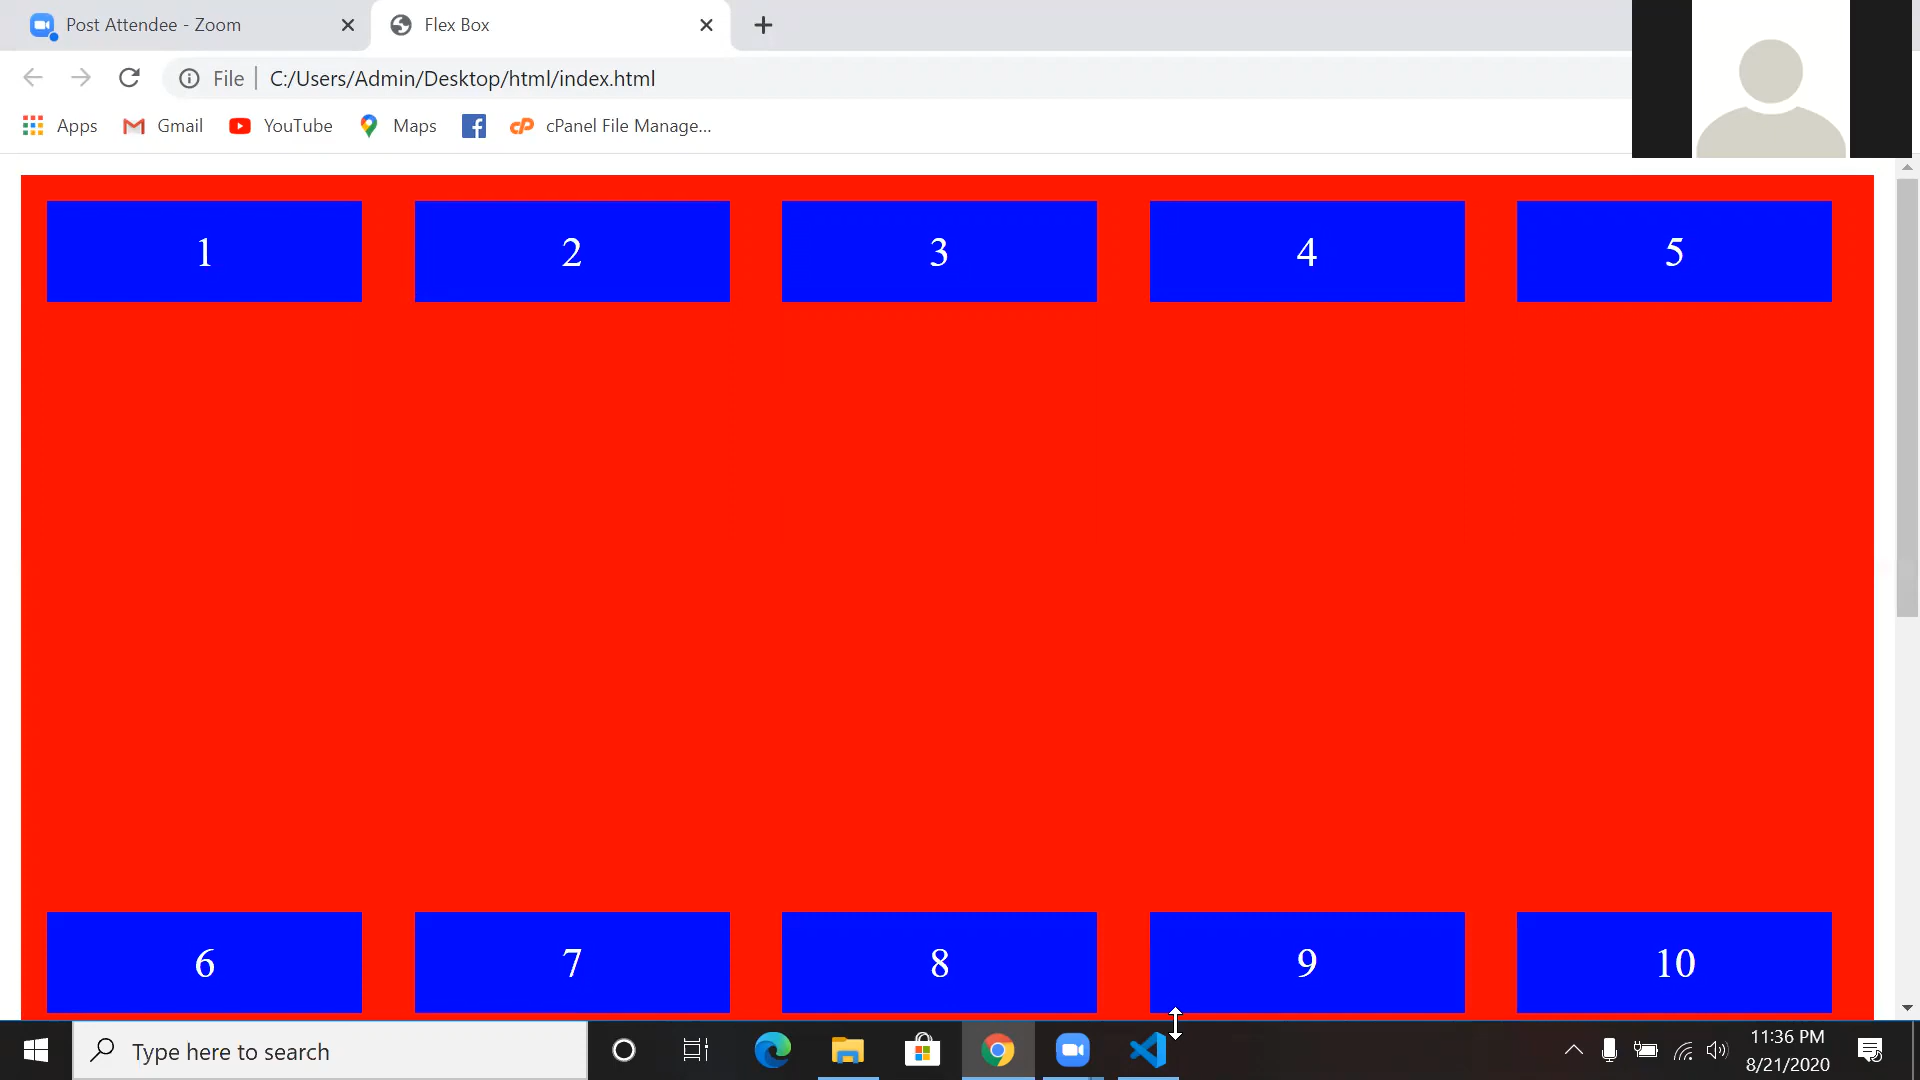 Post Attendee - Zoom
Flex Box
File
C:/Users/Admin/Desktop/html/index.html
Apps
Gmail
YouTube
Maps
cPanel File Manage...
1
2
3
4
5
6
7
8
9
10
Type here to search
11:36 PM
8/21/2020